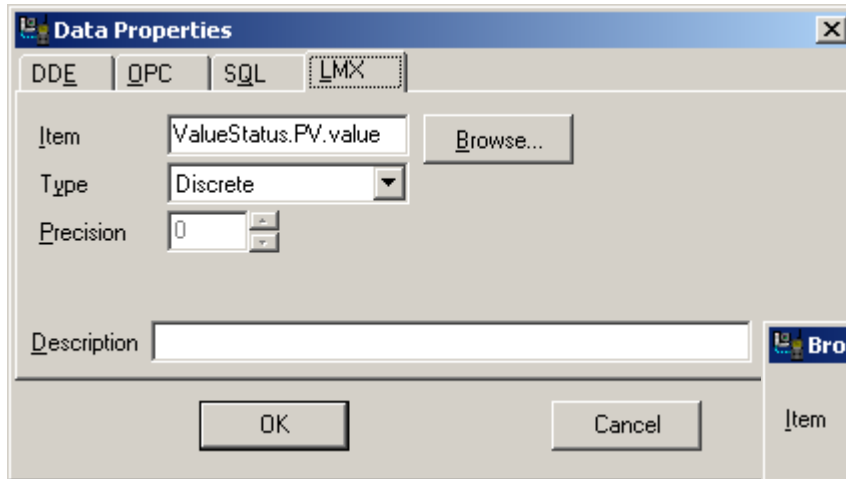 Data Properties
DDE OPC SQL LMX
Item ValueStatus.PV.value Browse...
Type Discrete
Precision 0
Description
Bro
OK Cancel
Item